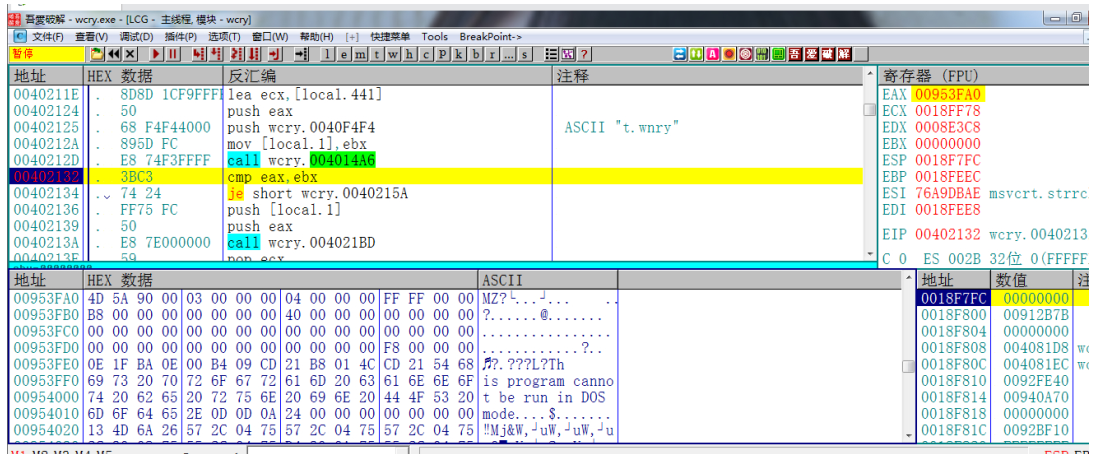 吾爱破解 - wcry.exe - [LCG - 主线程, 模块 - wcry]
文件(F) 查看(V) 调试(D) 插件(P) 选项(T) 窗口(W) 帮助(H) [+] 快捷菜单 Tools BreakPoint->
暂停 l e m t w h c P k b r ... s ? 吾 爱 破 解
地址 HEX 数据 反汇编 注释 寄存器 (FPU)
0040211E . 8D8D 1CF9FFFF lea ecx,[local.441] EAX 00953FA0
00402124 . 50 push eax ECX 0018FF78
00402125 . 68 F4F44000 push wcry.0040F4F4 ASCII "t.wnry" EDX 0008E3C8
0040212A . 895D FC mov [local.1],ebx EBX 00000000
0040212D . E8 74F3FFFF call wcry.004014A6 ESP 0018F7FC
00402132 . 3BC3 cmp eax,ebx EBP 0018FEEC
00402134 . 74 24 je short wcry.0040215A ESI 76A9DBAE msvcrt.strrc
00402136 . FF75 FC push [local.1] EDI 0018FEE8
00402139 . 50 push eax
0040213A . E8 7E000000 call wcry.004021BD EIP 00402132 wcry.0040213
0040213F . 59 pop ecx C 0 ES 002B 32位 0(FFFFF
地址 HEX 数据 ASCII 地址 数值 注
00953FA0 4D 5A 90 00 03 00 00 00 04 00 00 00 FF FF 00 00 MZ? 0018F7FC 00000000
00953FB0 B8 00 00 00 00 00 00 00 40 00 00 00 00 00 00 00 ?.......@....... 0018F800 00912B7B
00953FC0 00 00 00 00 00 00 00 00 00 00 00 00 00 00 00 00 ................ 0018F804 00000000
00953FD0 00 00 00 00 00 00 00 00 00 00 00 00 F8 00 00 00 ............?.. 0018F808 004081D8 wc
00953FE0 0E 1F BA 0E 00 B4 09 CD 21 B8 01 4C CD 21 54 68 ?.???L?Th 0018F80C 004081EC wc
00953FF0 69 73 20 70 72 6F 67 72 61 6D 20 63 61 6E 6E 6F is program canno 0018F810 0092FE40
00954000 74 20 62 65 20 72 75 6E 20 69 6E 20 44 4F 53 20 t be run in DOS 0018F814 00940A70
00954010 6D 6F 64 65 2E 0D 0D 0A 24 00 00 00 00 00 00 00 mode....$....... 0018F818 00000000
00954020 13 4D 6A 26 57 2C 04 75 57 2C 04 75 57 2C 04 75 Mj&W,uW,uW,u 0018F81C 0092BF10